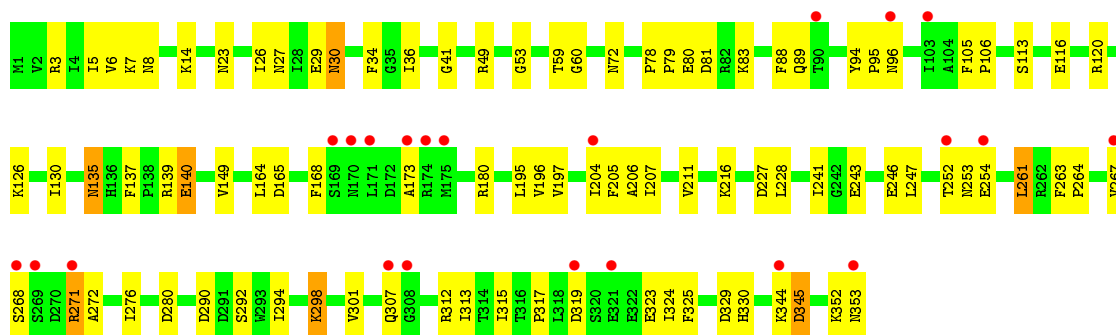 M1 V2 R3 I4 I5 V6 K7 N8 K14 N23 I26 N27 I28 E29 N30 F34 G35 I36 G41 R49 G53 T59 G60 N72 P78 P79 E80 D81 R82 K83 F88 Q89 T90 Y94 P95 N96 I103 A104 F105 P106 S113 E116 R120
K126 I130 N135 H136 F137 P138 R139 E140 V149 L164 D165 F168 S169 N170 L171 D172 A173 R174 M175 R180 L195 V196 V197 I204 F205 A206 I207 V211 K216 D227 L228 I241 G242 E243 E246 L247 T252 N253 E254 L261 R262 F263 P264
S268 S269 D270 R271 A272 I276 D280 D290 D291 S292 W293 I294 K298 V301 Q307 G308 R312 I313 T314 I315 T316 P317 L318 D319 S320 E321 E322 E323 I324 F325 D329 H330 K344 D345 K352 N353